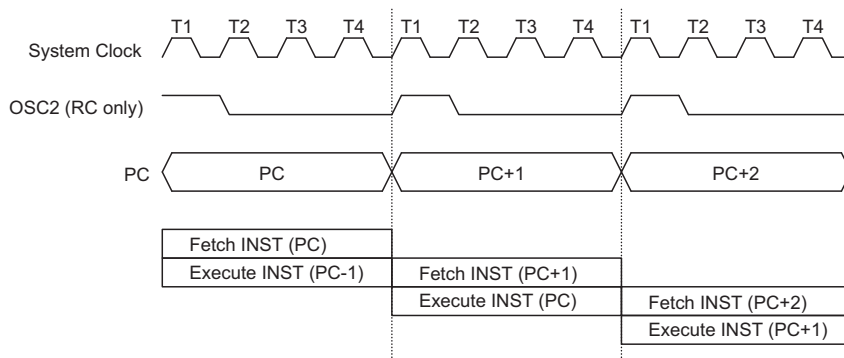 T1 T2 T3 T4 T1 T2 T3 T4 T1 T2 T3 T4
System Clock
OSC2 (RC only)
PC PC PC+1 PC+2
Fetch INST (PC)
Execute INST (PC-1) Fetch INST (PC+1)
Execute INST (PC) Fetch INST (PC+2)
Execute INST (PC+1)